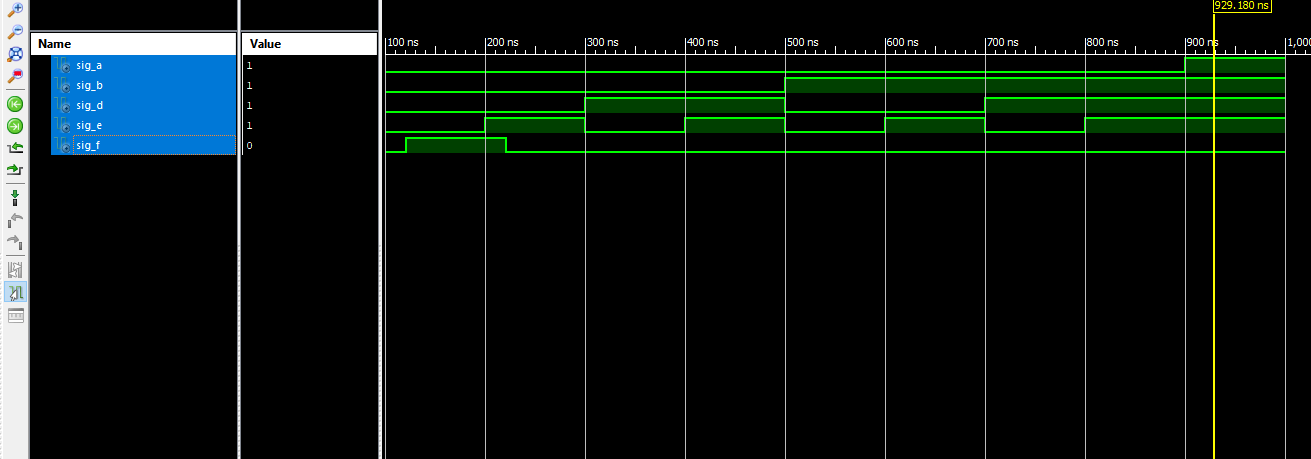 929.180 ns
Name Value
100 ns 200 ns 300 ns 400 ns 500 ns 600 ns 700 ns 800 ns 900 ns 1,000
sig_a 1
sig_b 1
sig_d 1
sig_e 1
sig_f 0